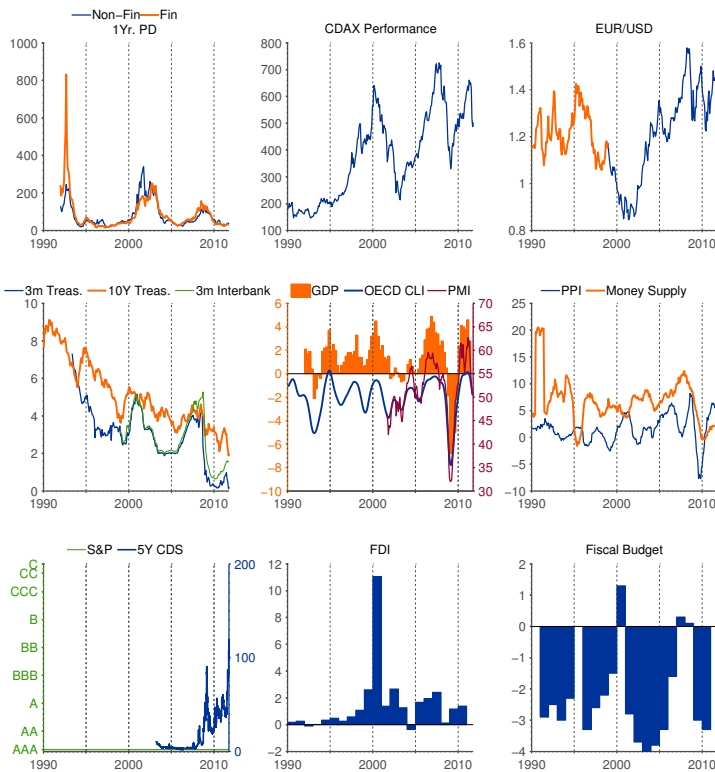 Non-Fin Fin
1Yr. PD
1000
800
600
400
200
0
1990 2000 2010
CDAX Performance
800
700
600
500
400
300
200
100
1990 2000 2010
EUR/USD
1.6
1.4
1.2
1
0.8
1990 2000 2010
3m Treas. 10Y Treas. 3m Interbank
10
8
6
4
2
0
1990 2000 2010
GDP OECD CLI PMI
6
4
2
0
−2
−4
−6
−8
−10
70
65
60
55
50
45
40
35
30
1990 2000 2010
PPI Money Supply
25
20
15
10
5
0
−5
−10
1990 2000 2010
S&P 5Y CDS
C
CC
CCC
B
BB
BBB
A
AA
AAA
200
100
0
1990 2000 2010
FDI
12
10
8
6
4
2
0
−2
1990 2000 2010
Fiscal Budget
2
1
0
−1
−2
−3
−4
1990 2000 2010